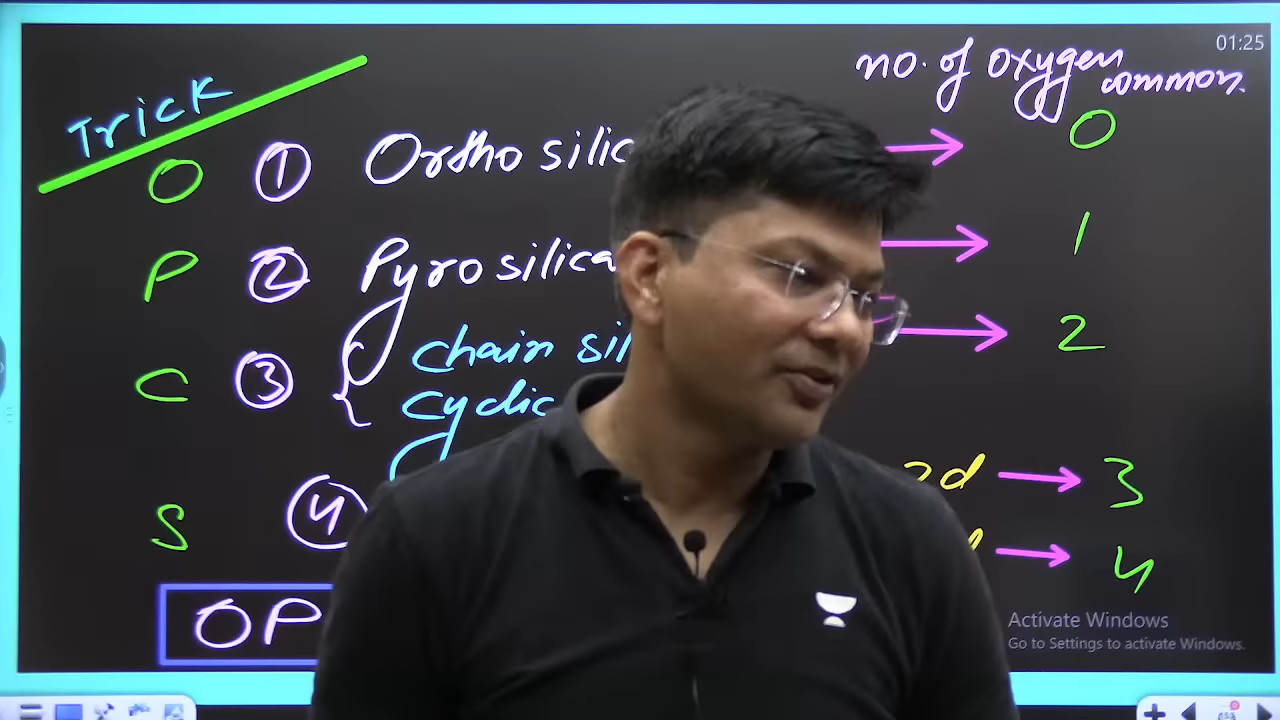 01:25
no. of oxygen
common.
Trick
O ① Ortho silic → 0
P ② Pyro silica → 1
C ③ { chain sil → 2
cyclic
2d → 3
S ④ → 4
OP
Activate Windows
Go to Settings to activate Windows.